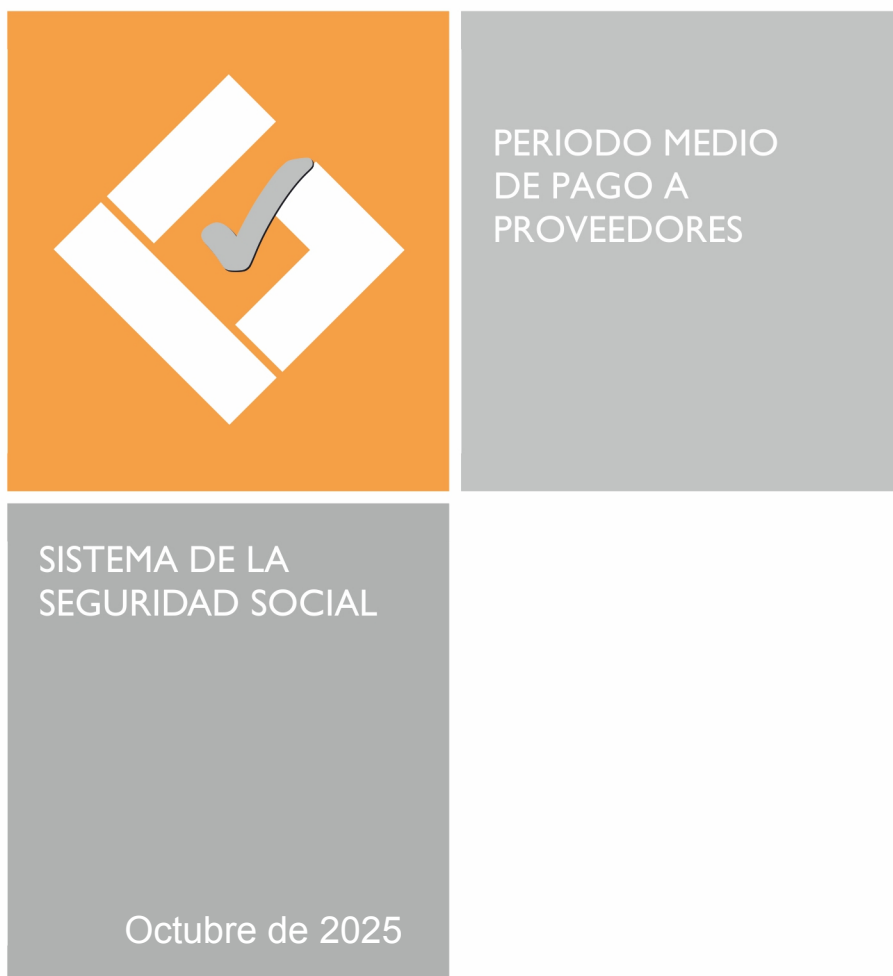 PERIODO MEDIO
DE PAGO A
PROVEEDORES
SISTEMA DE LA
SEGURIDAD SOCIAL
Octubre de 2025